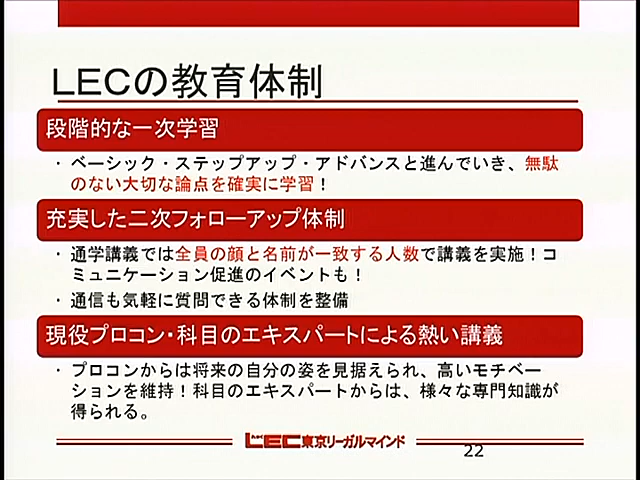 LECの教育体制
段階的な一次学習
・ベーシック・ステップアップ・アドバンスと進んでいき、無駄
のない大切な論点を確実に学習！
充実した二次フォローアップ体制
・通学講義では全員の顔と名前が一致する人数で講義を実施！コ
ミュニケーション促進のイベントも！
・通信も気軽に質問できる体制を整備
現役プロコン・科目のエキスパートによる熱い講義
・プロコンからは将来の自分の姿を見据えられ、高いモチベー
ションを維持！科目のエキスパートからは、様々な専門知識が
得られる。
LEC東京リーガルマインド
22